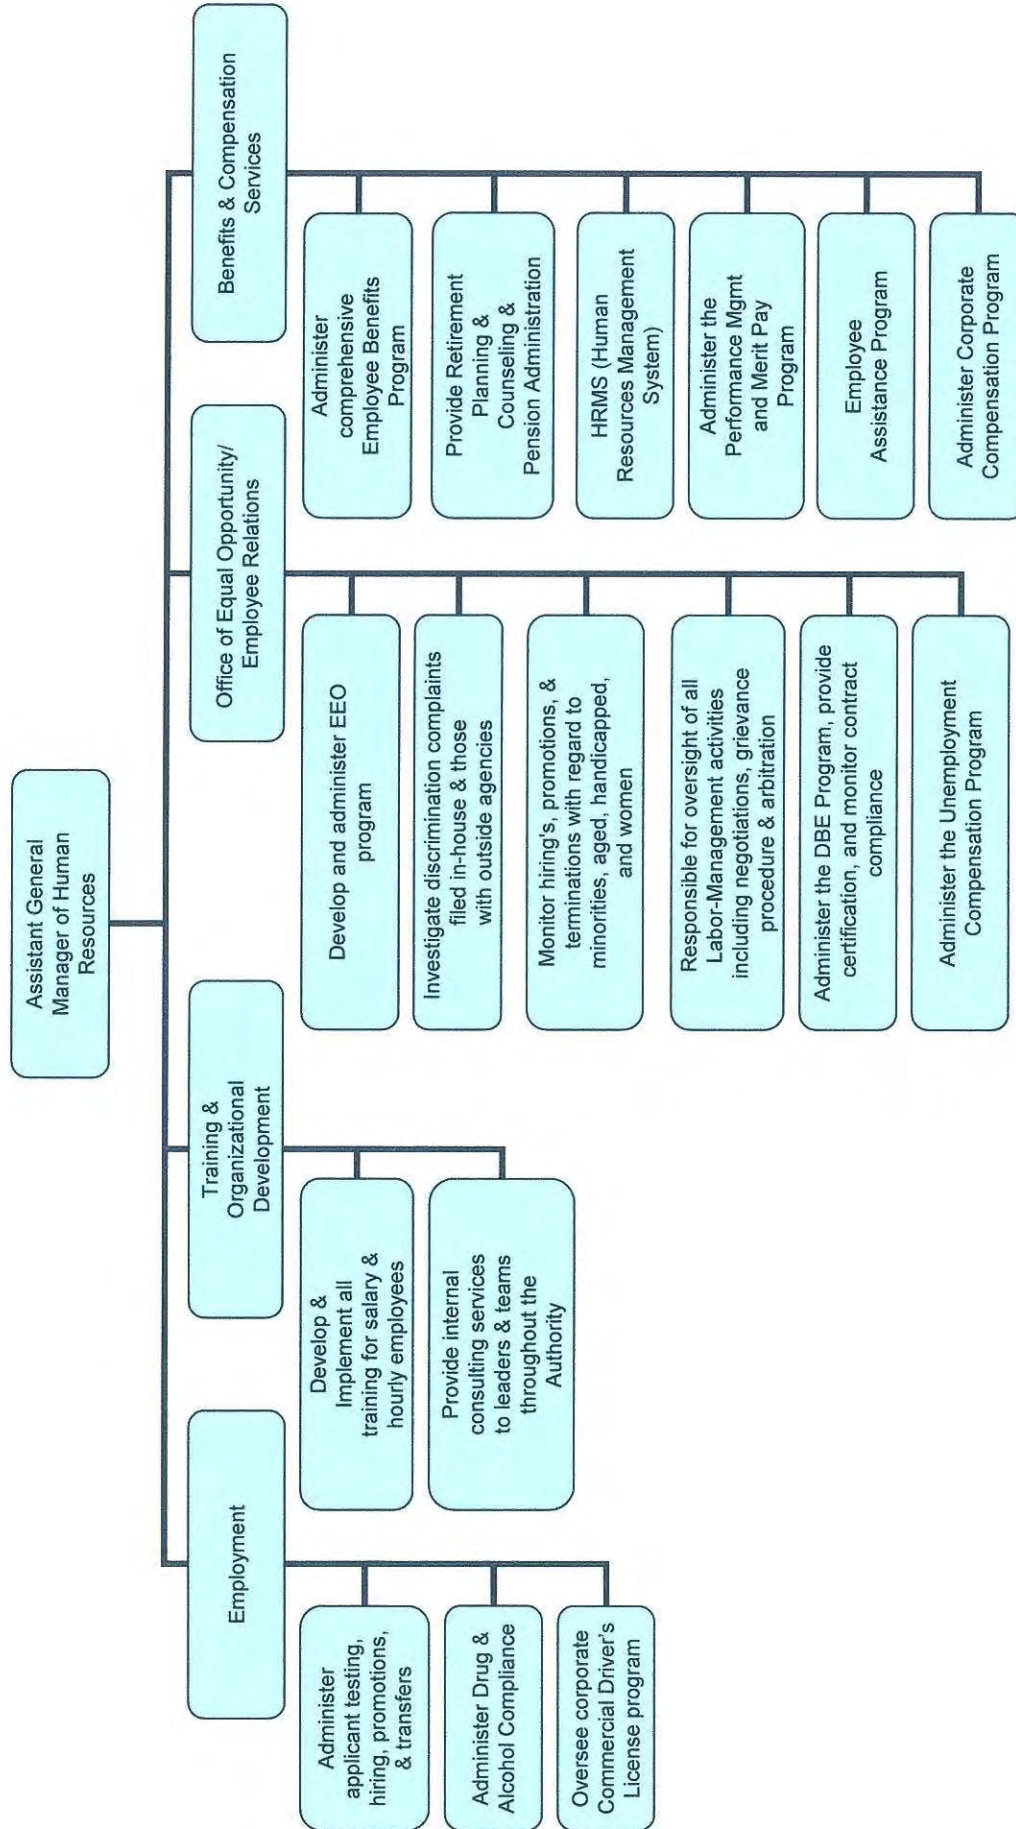 Assistant General
Manager of Human
Resources
Employment
Administer
applicant testing,
hiring, promotions,
& transfers
Administer Drug &
Alcohol Compliance
Oversee corporate
Commercial Driver's
License program
Training &
Organizational
Development
Develop &
Implement all
training for salary &
hourly employees
Provide internal
consulting services
to leaders & teams
throughout the
Authority
Office of Equal Opportunity/
Employee Relations
Develop and administer EEO
program
Investigate discrimination complaints
filed in-house & those
with outside agencies
Monitor hiring's, promotions, &
terminations with regard to
minorities, aged, handicapped,
and women
Responsible for oversight of all
Labor-Management activities
including negotiations, grievance
procedure & arbitration
Administer the DBE Program, provide
certification, and monitor contract
compliance
Administer the Unemployment
Compensation Program
Benefits & Compensation
Services
Administer
comprehensive
Employee Benefits
Program
Provide Retirement
Planning &
Counseling &
Pension Administration
HRMS (Human
Resources Management
System)
Administer the
Performance Mgmt
and Merit Pay
Program
Employee
Assistance Program
Administer Corporate
Compensation Program